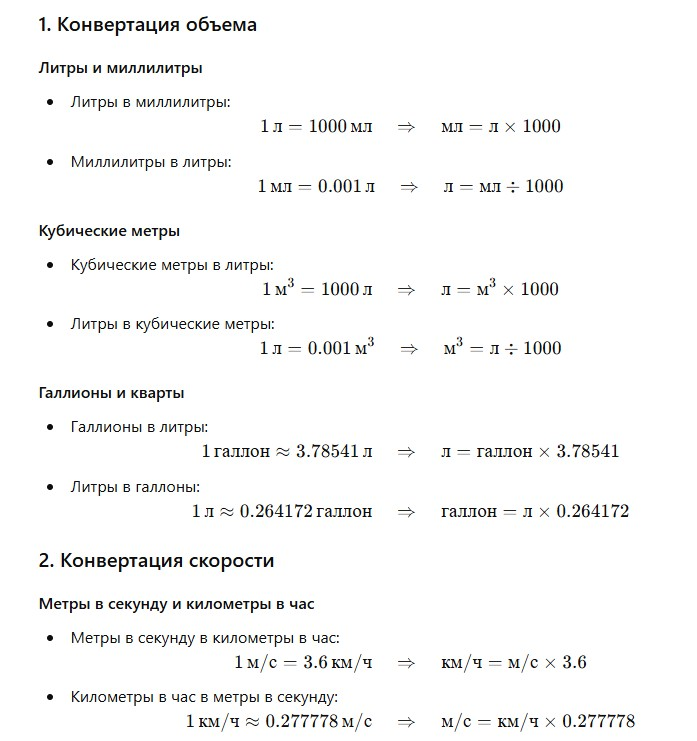 1. Конвертация объема
Литры и миллилитры
• Литры в миллилитры:
1 л = 1000 мл ⇒ мл = л × 1000
• Миллилитры в литры:
1 мл = 0.001 л ⇒ л = мл ÷ 1000
Кубические метры
• Кубические метры в литры:
1 м³ = 1000 л ⇒ л = м³ × 1000
• Литры в кубические метры:
1 л = 0.001 м³ ⇒ м³ = л ÷ 1000
Галлионы и кварты
• Галлионы в литры:
1 галлон ≈ 3.78541 л ⇒ л = галлон × 3.78541
• Литры в галлоны:
1 л ≈ 0.264172 галлон ⇒ галлон = л × 0.264172
2. Конвертация скорости
Метры в секунду и километры в час
• Метры в секунду в километры в час:
1 м/с = 3.6 км/ч ⇒ км/ч = м/с × 3.6
• Километры в час в метры в секунду:
1 км/ч ≈ 0.277778 м/с ⇒ м/с = км/ч × 0.277778